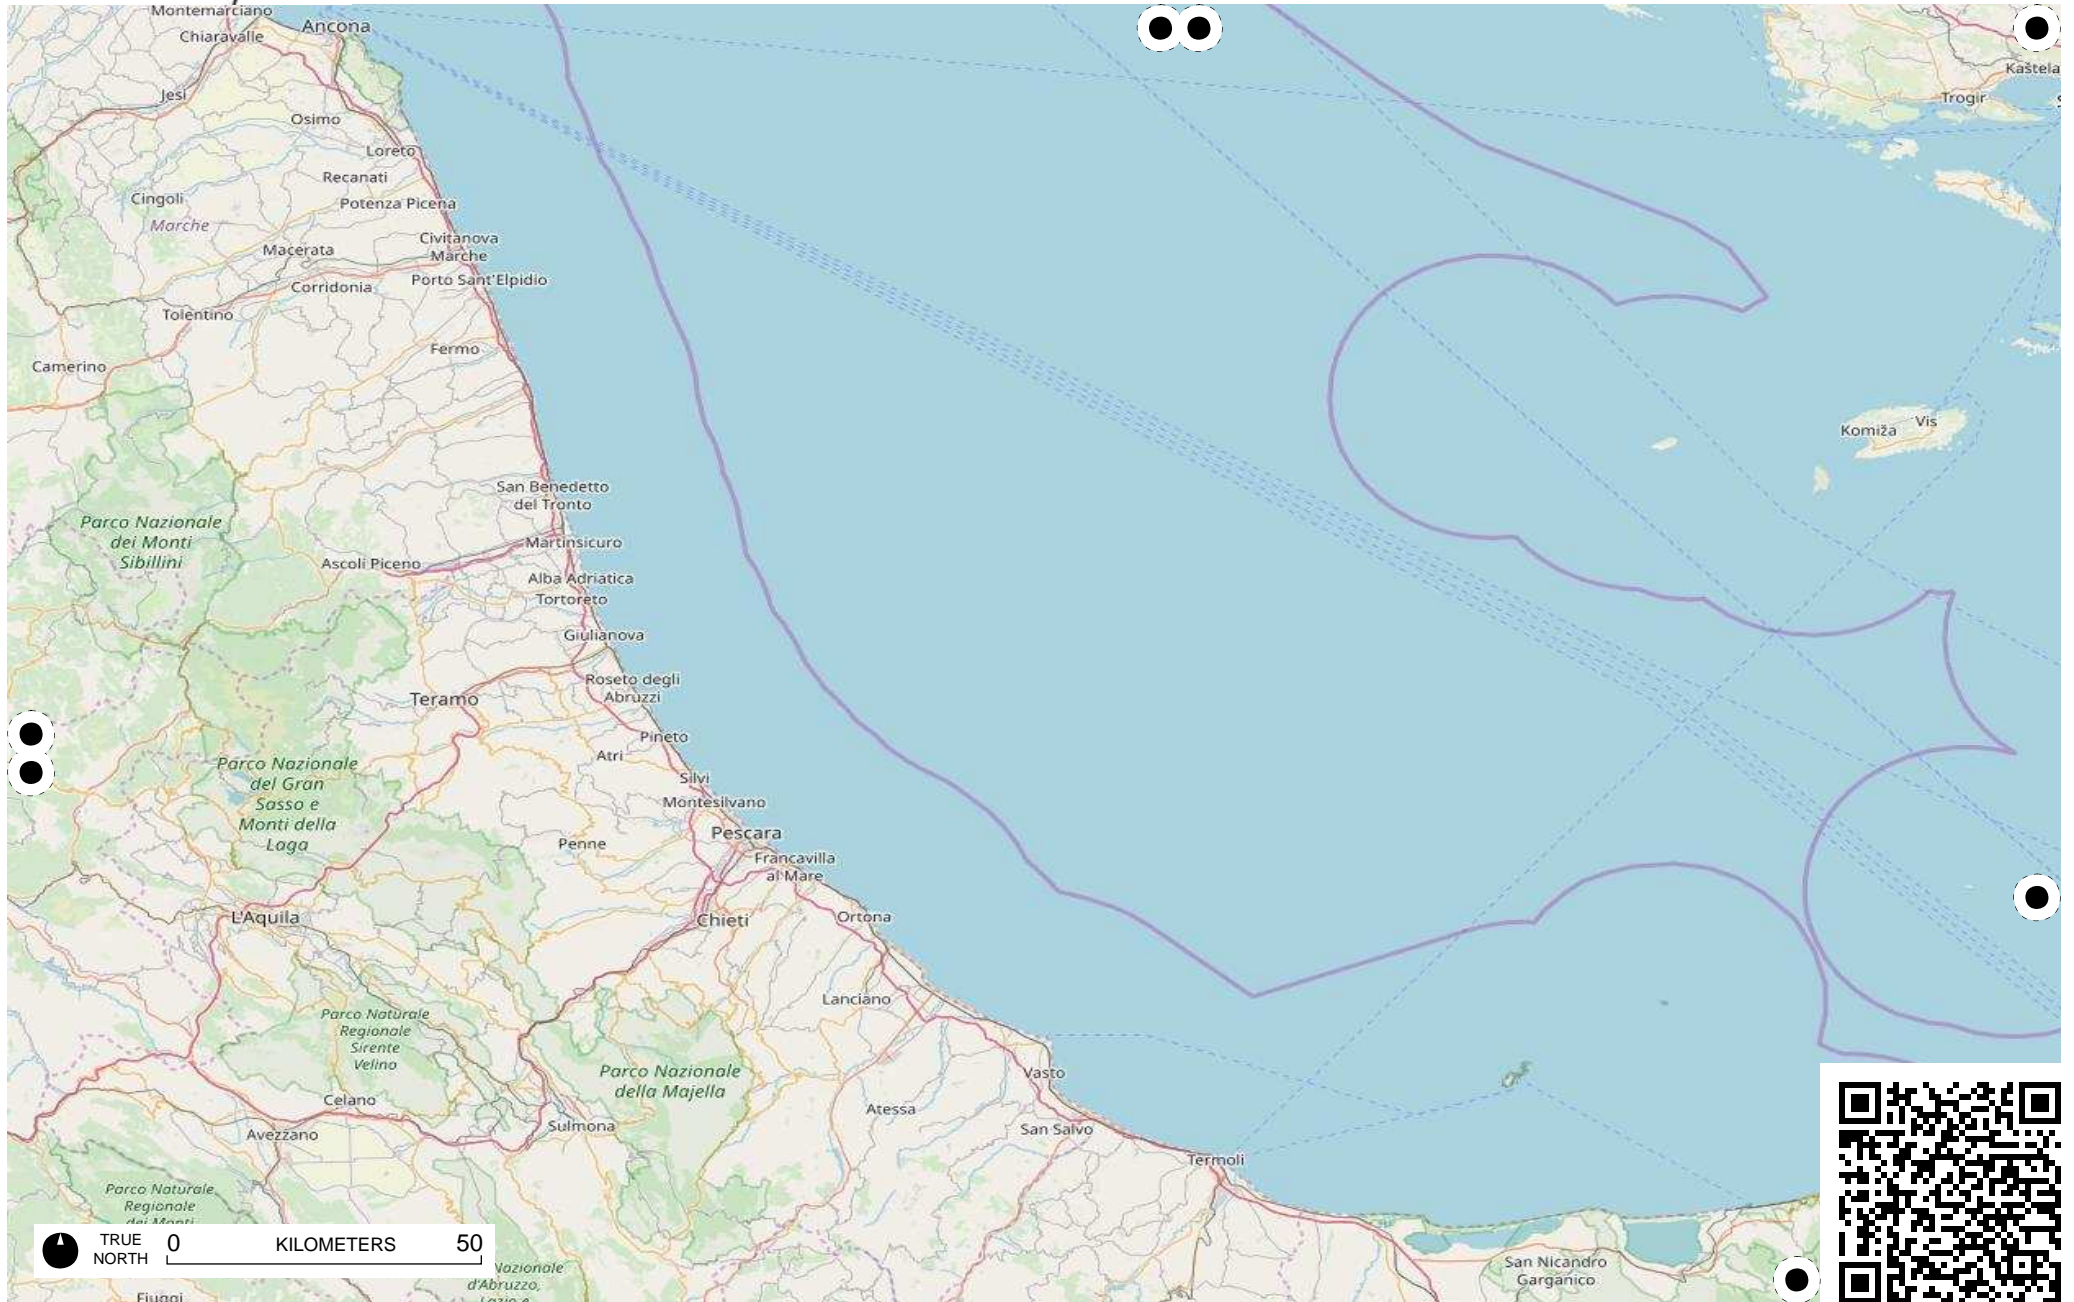 Montemarciano
Ancona
Chiaravalle
Kaštela
Jesi
Trogir
Osimo
Loreto
Recanati
Cingoli
Potenza Picena
Marche
Civitanova
Marche
Macerata
Porto Sant'Elpidio
Corridonia
Tolentino
Fermo
Camerino
Komiža
Vis
San Benedetto
del Tronto
Parco Nazionale
dei Monti
Sibillini
Martinsicuro
Ascoli Piceno
Alba Adriatica
Tortoreto
Giulianova
Roseto degli
Abruzzi
Teramo
Pineto
Atri
Parco Nazionale
del Gran
Sasso e
Monti della
Laga
Silvi
Montesilvano
Pescara
Penne
Francavilla
al Mare
L'Aquila
Chieti
Ortona
Lanciano
Parco Naturale
Regionale
Sirente
Velino
Parco Nazionale
della Majella
Vasto
Celano
Atessa
Sulmona
San Salvo
Avezzano
Termoli
Parco Naturale
Regionale
dei Monti
TRUE
NORTH
0 KILOMETERS 50
Nazionale
d'Abruzzo,
Lazio e
San Nicandro
Garganico
Fiuggi